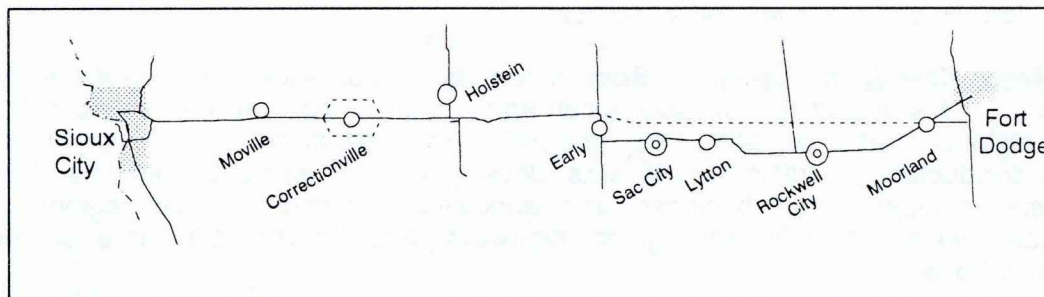 Sioux
City
Moville
Correctionville
Holstein
Early
Sac City
Lytton
Rockwell
City
Moorland
Fort
Dodge